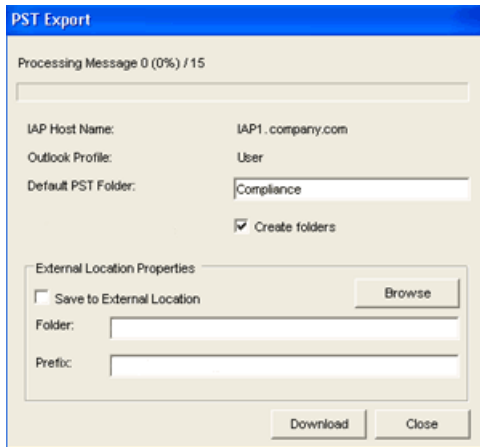 PST Export
Processing Message 0 (0%) / 15
IAP Host Name: IAP1.company.com
Outlook Profile: User
Default PST Folder: Compliance
Create folders
External Location Properties
Save to External Location Browse
Folder:
Prefix:
Download Close